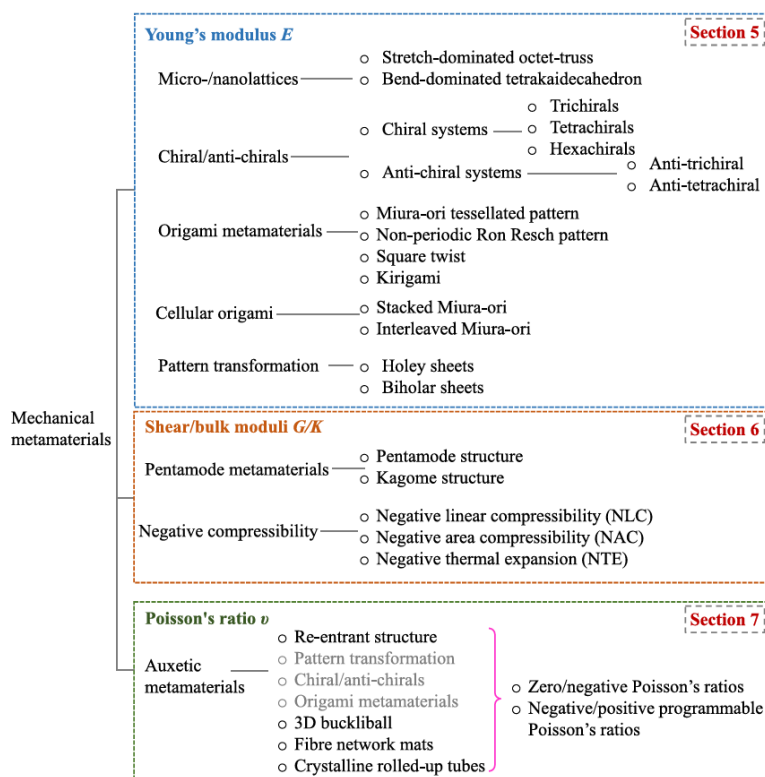 Young's modulus E
Section 5
Micro-/nanolattices
○ Stretch-dominated octet-truss
○ Bend-dominated tetrakaidecahedron
Chiral/anti-chirals
○ Chiral systems
○ Trichirals
○ Tetrachirals
○ Hexachirals
○ Anti-chiral systems
○ Anti-trichiral
○ Anti-tetrachiral
Origami metamaterials
○ Miura-ori tessellated pattern
○ Non-periodic Ron Resch pattern
○ Square twist
○ Kirigami
Cellular origami
○ Stacked Miura-ori
○ Interleaved Miura-ori
Pattern transformation
○ Holey sheets
○ Biholar sheets
Mechanical
metamaterials
Shear/bulk moduli G/K
Section 6
Pentamode metamaterials
○ Pentamode structure
○ Kagome structure
Negative compressibility
○ Negative linear compressibility (NLC)
○ Negative area compressibility (NAC)
○ Negative thermal expansion (NTE)
Poisson's ratio υ
Section 7
Auxetic
metamaterials
○ Re-entrant structure
○ Pattern transformation
○ Chiral/anti-chirals
○ Origami metamaterials
○ 3D buckliball
○ Fibre network mats
○ Crystalline rolled-up tubes
○ Zero/negative Poisson's ratios
○ Negative/positive programmable
Poisson's ratios